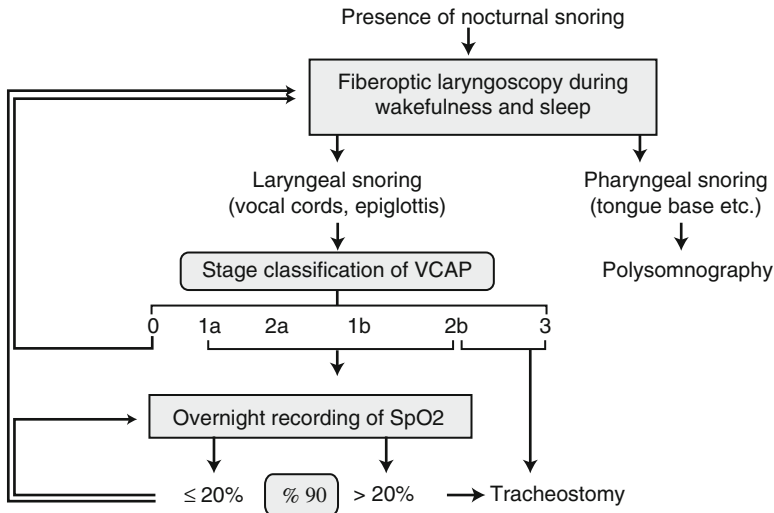 Presence of nocturnal snoring
Fiberoptic laryngoscopy during
wakefulness and sleep
Laryngeal snoring
(vocal cords, epiglottis)
Pharyngeal snoring
(tongue base etc.)
Stage classification of VCAP
Polysomnography
0 1a 2a 1b 2b 3
Overnight recording of SpO2
≤ 20% % 90 > 20% Tracheostomy